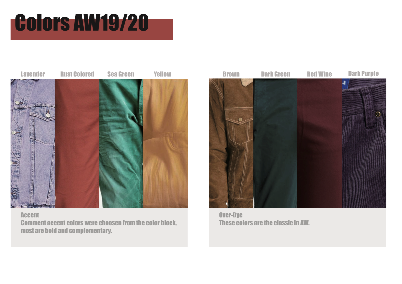 Colors AW19/20
Lavender Rust Colored Sea Green Yellow
Brown Dark Green Red Wine Dark Purple
Accent
Comment accent colors were choosen from the color block,
most are bold and complementary.
Over-Dye
These colors are the classic in AW.